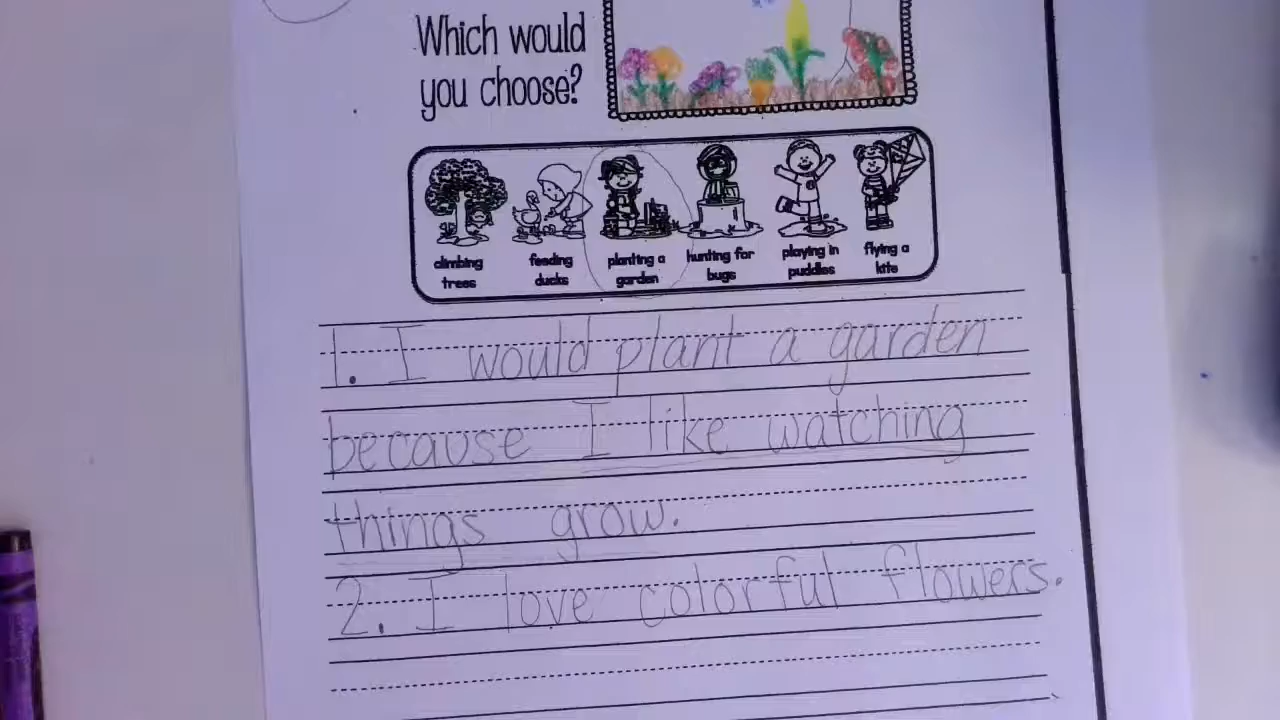 Which would
you choose?
climbing trees
feeding ducks
planting a garden
hunting for bugs
playing in puddles
flying a kite
1. I would plant a garden
because I like watching
things grow.
2. I love colorful flowers.